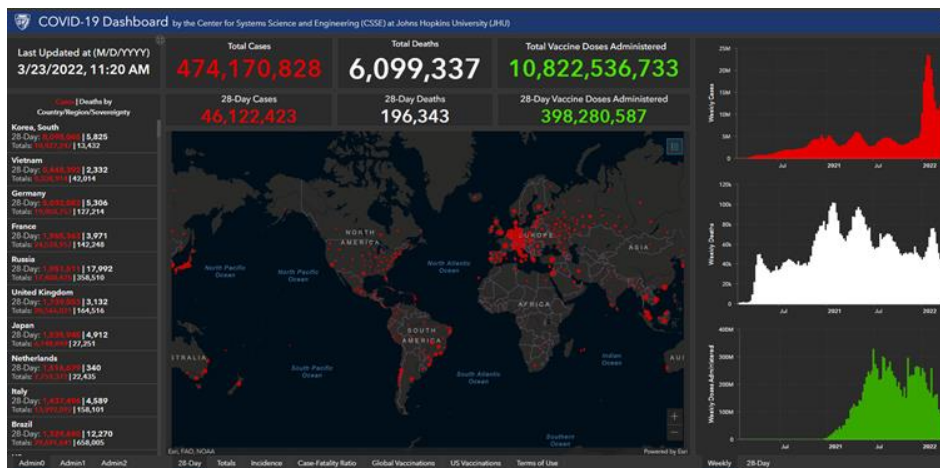 COVID-19 Dashboard by the Center for Systems Science and Engineering (CSSE) at Johns Hopkins University (JHU)
Last Updated at (M/D/YYYY)
3/23/2022, 11:20 AM
Total Cases
474,170,828
Total Deaths
6,099,337
Total Vaccine Doses Administered
10,822,536,733
28-Day Cases
46,122,423
28-Day Deaths
196,343
28-Day Vaccine Doses Administered
398,280,587
Cases | Deaths by
Country/Region/Sovereignty
Korea, South
28-Day: | 5,825
Totals: | 13,432
Vietnam
28-Day: | 2,332
Totals: | 42,014
Germany
28-Day: | 5,306
Totals: | 127,214
France
28-Day: | 3,971
Totals: | 142,248
Russia
28-Day: | 17,992
Totals: | 358,510
United Kingdom
28-Day: | 3,132
Totals: | 164,516
Japan
28-Day: | 4,912
Totals: | 27,251
Netherlands
28-Day: | 340
Totals: | 22,435
Italy
28-Day: | 4,589
Totals: | 158,101
Brazil
28-Day: | 12,270
Totals: | 658,005
Admin0 Admin1 Admin2
NORTH
AMERICA
EUROPE
ASIA
North Pacific
Ocean
North Pacific
Ocean
North Atlantic
Ocean
AFRICA
SOUTH
AMERICA
Indian
Ocean
TRALIA
AU
South Pacific
Ocean
South Atlantic
Ocean
Southern
Ocean
+
−
Esri, FAO, NOAA
Powered by Esri
28-Day Totals Incidence Case-Fatality Ratio Global Vaccinations US Vaccinations Terms of Use
Weekly Cases
25M
20M
15M
10M
5M
0
Jul 2021 Jul 2022
Weekly Deaths
120k
100k
80k
60k
40k
20k
0
Jul 2021 Jul 2022
Weekly Doses Administered
400M
300M
200M
100M
0
Jul 2021 Jul 2022
Weekly 28-Day